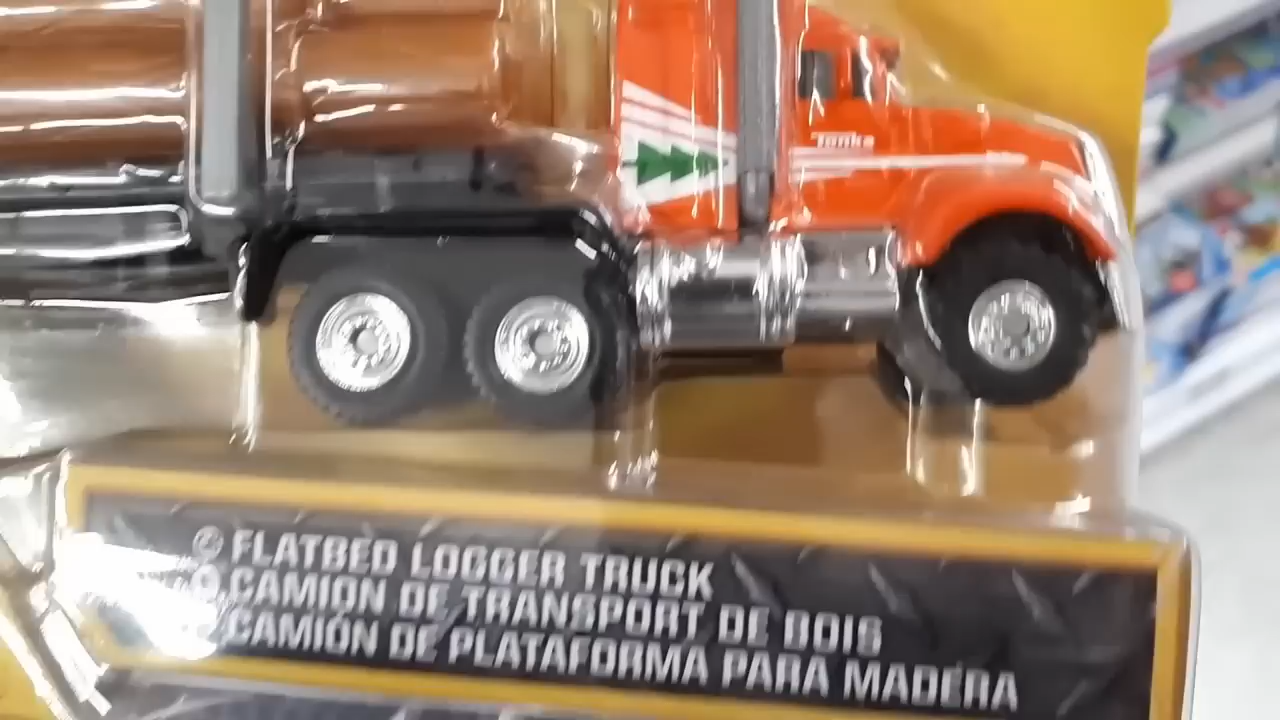 Tonka
FLATBED LOGGER TRUCK
CAMION DE TRANSPORT DE BOIS
CAMIÓN DE PLATAFORMA PARA MADERA